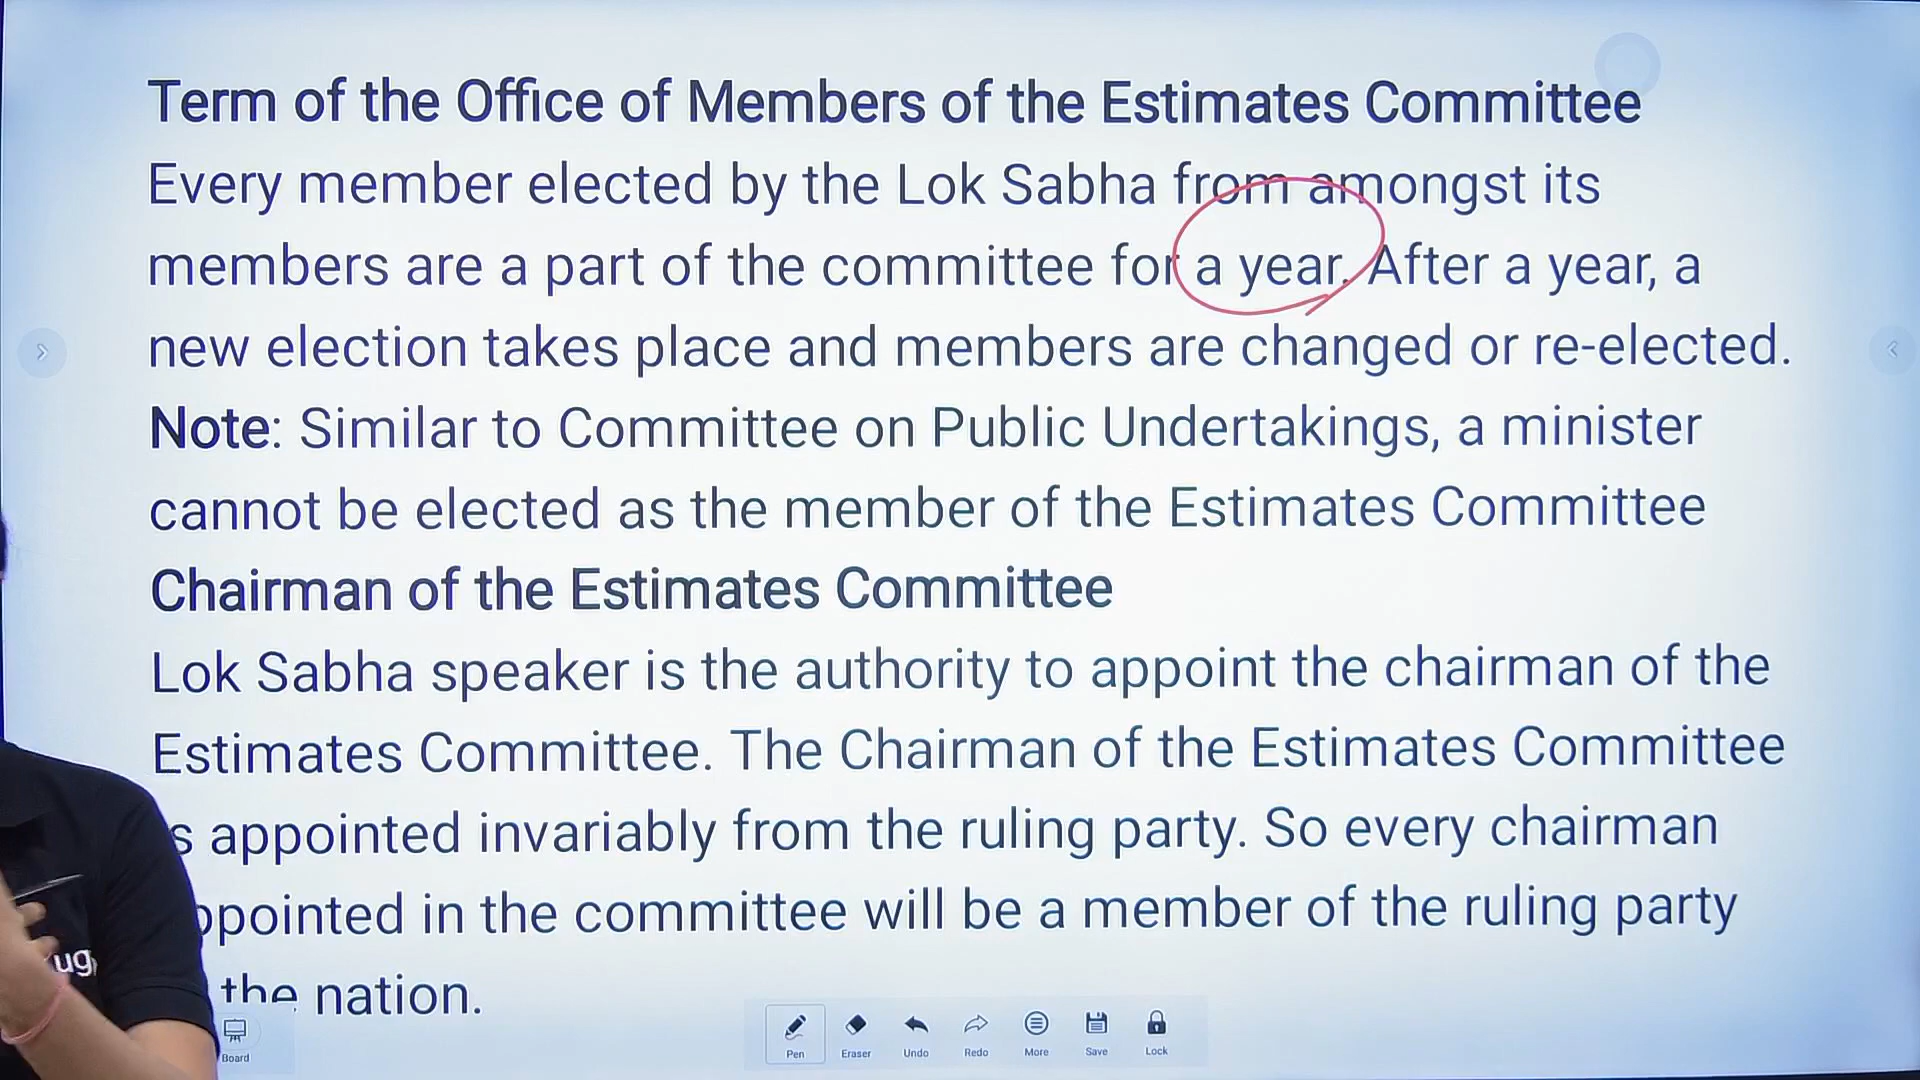 Term of the Office of Members of the Estimates Committee
Every member elected by the Lok Sabha from amongst its
members are a part of the committee for a year. After a year, a
new election takes place and members are changed or re-elected.
Note: Similar to Committee on Public Undertakings, a minister
cannot be elected as the member of the Estimates Committee
Chairman of the Estimates Committee
Lok Sabha speaker is the authority to appoint the chairman of the
Estimates Committee. The Chairman of the Estimates Committee
s appointed invariably from the ruling party. So every chairman
ppointed in the committee will be a member of the ruling party
the nation.
ug
Board
Pen Eraser Undo Redo More Save Lock